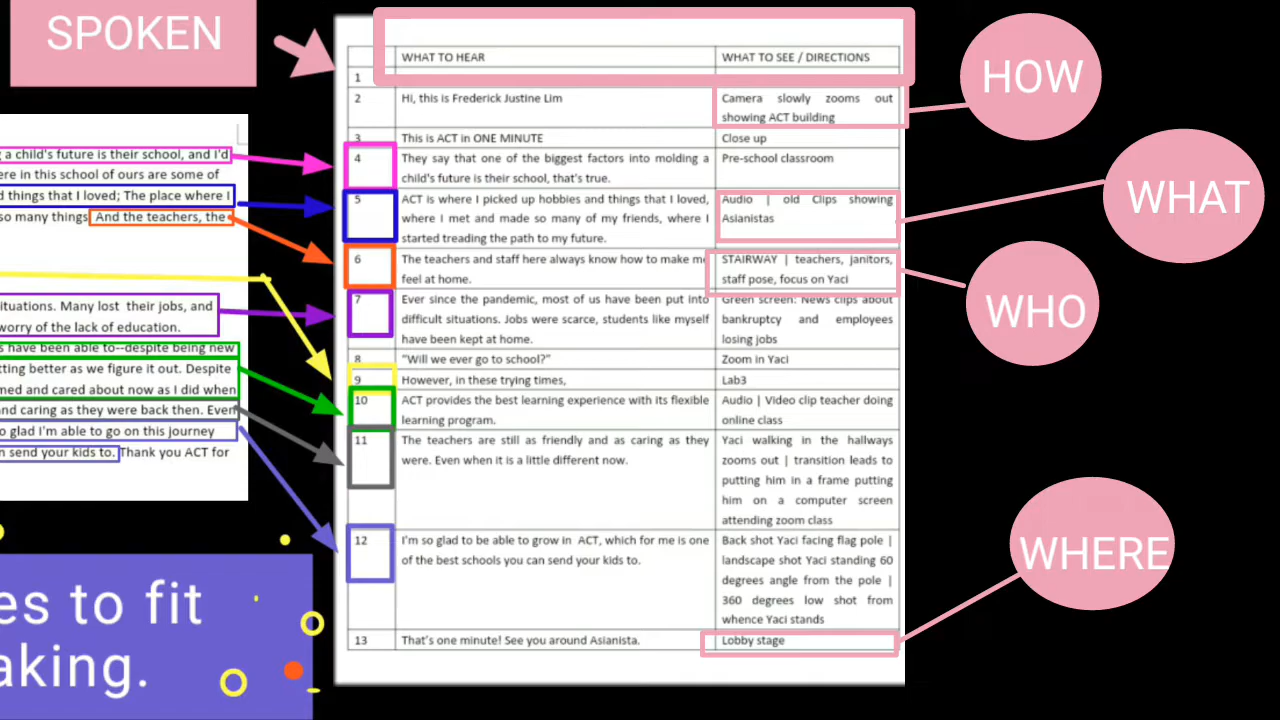 SPOKEN
g a child's future is their school, and I'd
ere in this school of ours are some of
d things that I loved; The place where I
so many things. And the teachers, the
ituations. Many lost  their jobs, and
worry of the lack of education.
s have been able to--despite being new
tting better as we figure it out. Despite
med and cared about now as I did when
and caring as they were back then. Even
o glad I'm able to go on this journey
n send your kids to. Thank you ACT for
es to fit
aking.
WHAT TO HEAR
WHAT TO SEE / DIRECTIONS
1
2
Hi, this is Frederick Justine Lim
Camera slowly zooms out
showing ACT building
3
This is ACT in ONE MINUTE
Close up
4
They say that one of the biggest factors into molding a
child's future is their school, that's true.
Pre-school classroom
5
ACT is where I picked up hobbies and things that I loved,
where I met and made so many of my friends, where I
started treading the path to my future.
Audio | old Clips showing
Asianistas
6
The teachers and staff here always know how to make me
feel at home.
STAIRWAY | teachers, janitors,
staff pose, focus on Yaci
7
Ever since the pandemic, most of us have been put into
difficult situations. Jobs were scarce, students like myself
have been kept at home.
Green screen: News clips about
bankruptcy and employees
losing jobs
8
"Will we ever go to school?"
Zoom in Yaci
9
However, in these trying times,
Lab3
10
ACT provides the best learning experience with its flexible
learning program.
Audio | Video clip teacher doing
online class
11
The teachers are still as friendly and as caring as they
were. Even when it is a little different now.
Yaci walking in the hallways
zooms out | transition leads to
putting him in a frame putting
him on a computer screen
attending zoom class
12
I'm so glad to be able to grow in  ACT, which for me is one
of the best schools you can send your kids to.
Back shot Yaci facing flag pole |
landscape shot Yaci standing 60
degrees angle from the pole |
360 degrees low shot from
whence Yaci stands
13
That's one minute! See you around Asianista.
Lobby stage
HOW
WHAT
WHO
WHERE